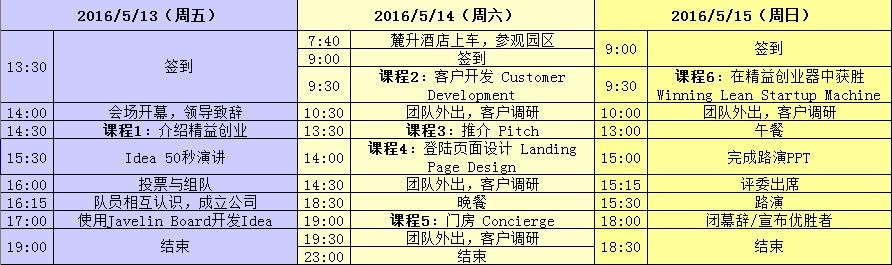 2016/5/13（周五）
13:30 签到
14:00 会场开幕，领导致辞
14:30 课程1：介绍精益创业
15:30 Idea 50秒演讲
16:00 投票与组队
16:15 队员相互认识，成立公司
17:00 使用Javelin Board开发Idea
19:00 结束
2016/5/14（周六）
7:40 麓升酒店上车，参观园区
9:00 签到
9:30 课程2：客户开发 Customer
Development
10:30 团队外出，客户调研
13:30 课程3：推介 Pitch
14:00 课程4：登陆页面设计 Landing
Page Design
14:30 团队外出，客户调研
18:30 晚餐
19:00 课程5：门房 Concierge
19:30 团队外出，客户调研
23:00 结束
2016/5/15（周日）
9:00 签到
9:30 课程6：在精益创业器中获胜
Winning Lean Startup Machine
10:00 团队外出，客户调研
13:00 午餐
15:00 完成路演PPT
15:15 评委出席
15:30 路演
18:00 闭幕辞/宣布优胜者
18:30 结束